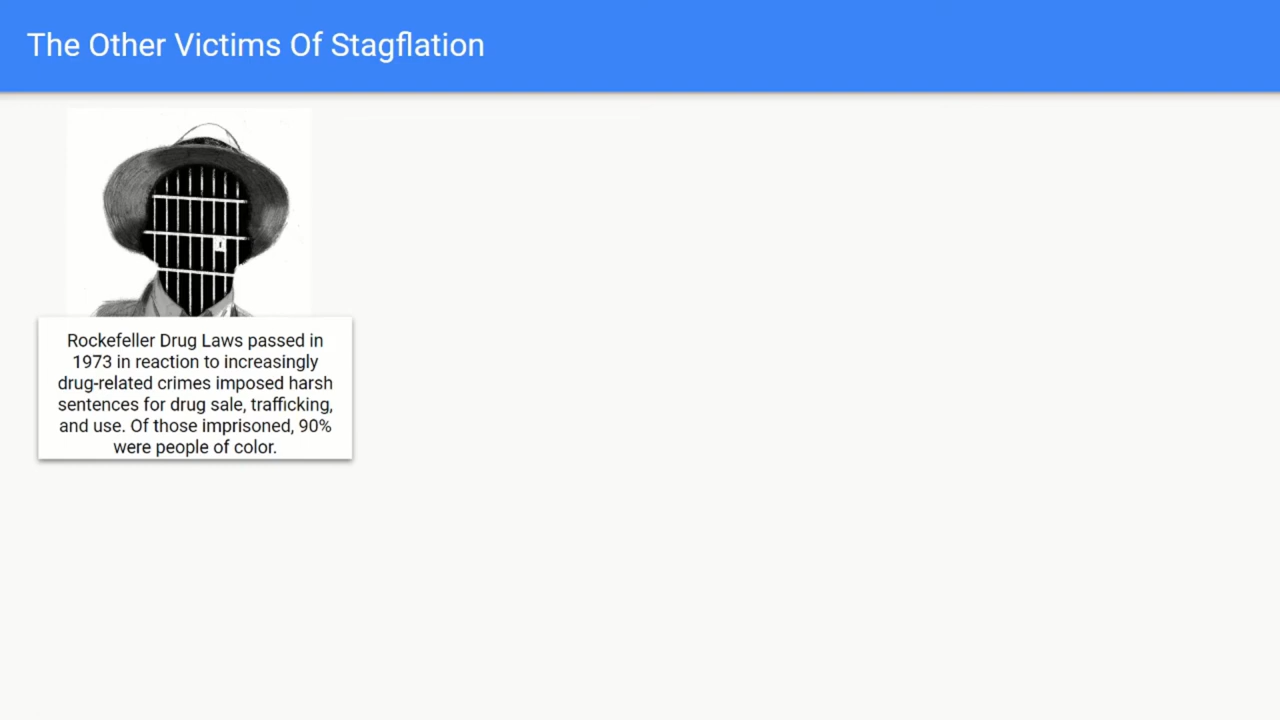 The Other Victims Of Stagflation
Rockefeller Drug Laws passed in
1973 in reaction to increasingly
drug-related crimes imposed harsh
sentences for drug sale, trafficking,
and use. Of those imprisoned, 90%
were people of color.